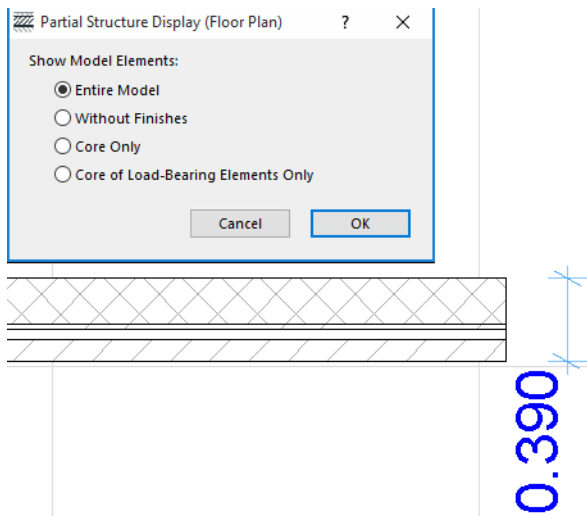 Partial Structure Display (Floor Plan) ?
Show Model Elements:
Entire Model
Without Finishes
Core Only
Core of Load-Bearing Elements Only
Cancel OK
0.390